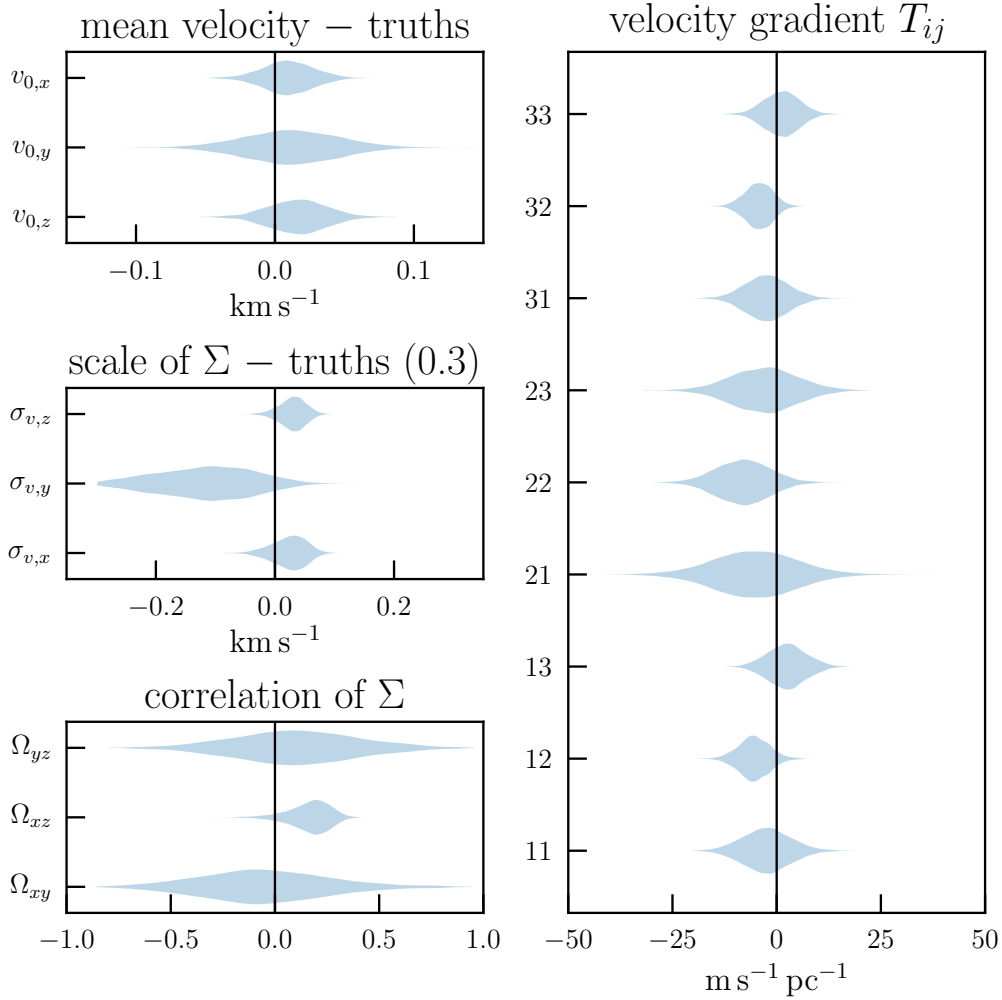 mean velocity − truths
v₀,ₓ
v₀,y
v₀,z
−0.1 0.0 0.1
km s⁻¹
scale of Σ − truths (0.3)
σᵥ,z
σᵥ,y
σᵥ,ₓ
−0.2 0.0 0.2
km s⁻¹
correlation of Σ
Ωyz
Ωxz
Ωxy
−1.0 −0.5 0.0 0.5 1.0
velocity gradient Tᵢⱼ
33
32
31
23
22
21
13
12
11
−50 −25 0 25 50
m s⁻¹ pc⁻¹